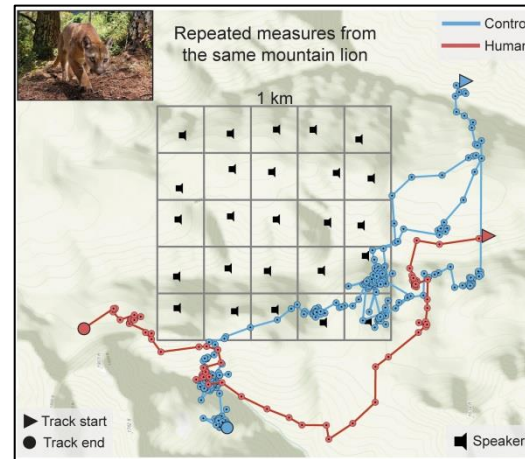 Repeated measures from
the same mountain lion
Contro
Human
1 km
Track start
Track end
Speaker